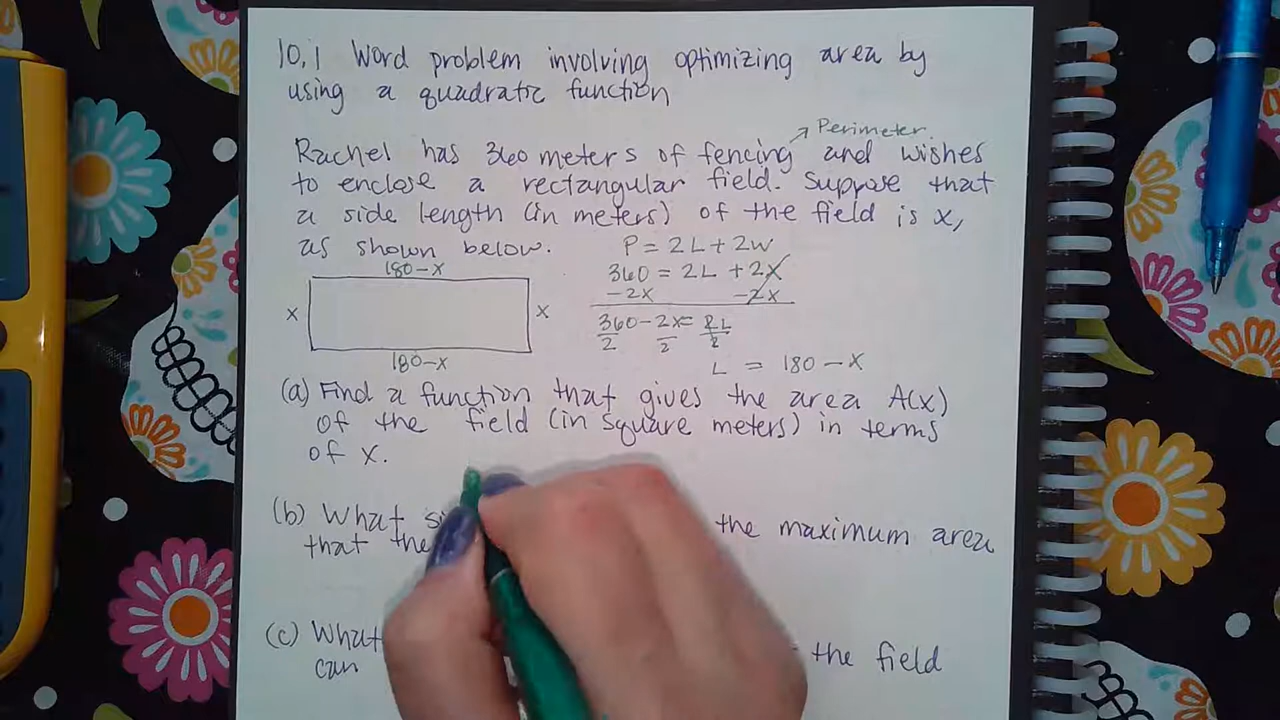 10.1 Word problem involving optimizing area by
using a quadratic function
→ Perimeter.
Rachel has 360 meters of fencing and wishes
to enclose a rectangular field. Suppose that
a side length (in meters) of the field is x,
as shown below.
P = 2L + 2W
180-x
360 = 2L + 2x
-2x -2x
x x
360 - 2x = 2L
2 2 2
180-x
L = 180 - x
(a) Find a function that gives the area A(x)
of the field (in square meters) in terms
of x.
(b) What the maximum area
that the
(c) What the field
can